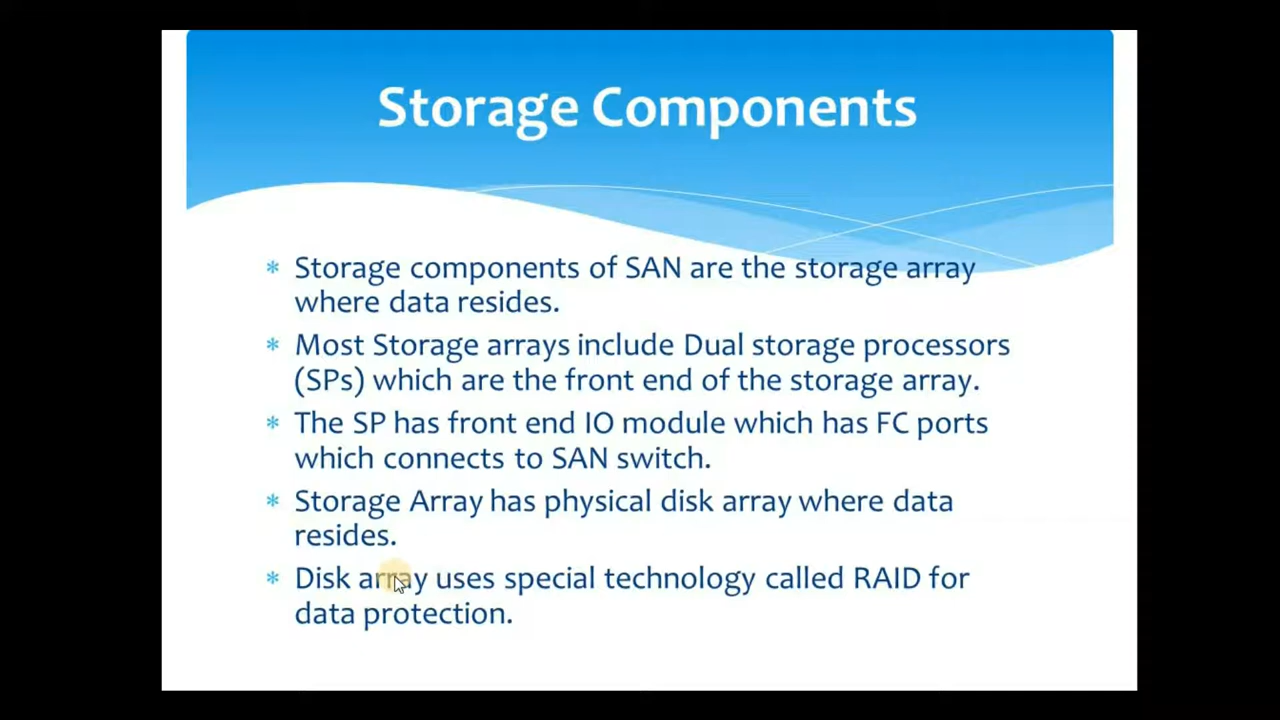 Storage Components
* Storage components of SAN are the storage array
where data resides.
* Most Storage arrays include Dual storage processors
(SPs) which are the front end of the storage array.
* The SP has front end IO module which has FC ports
which connects to SAN switch.
* Storage Array has physical disk array where data
resides.
* Disk array uses special technology called RAID for
data protection.